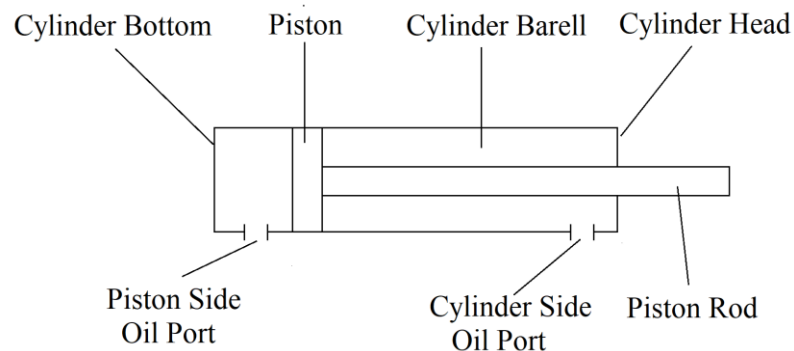 Cylinder Bottom
Piston
Cylinder Barell
Cylinder Head
Piston Side
Oil Port
Cylinder Side
Oil Port
Piston Rod